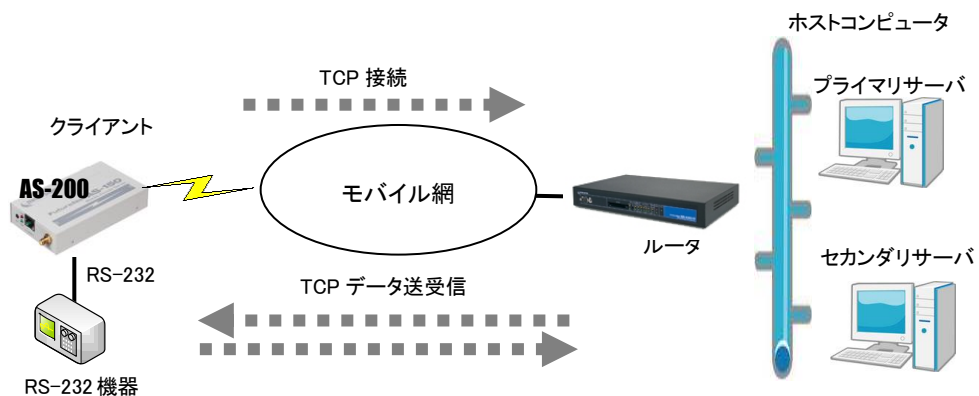 ホストコンピュータ
TCP 接続
プライマリサーバ
クライアント
AS-200
モバイル網
ルータ
RS-232
TCP データ送受信
セカンダリサーバ
RS-232 機器